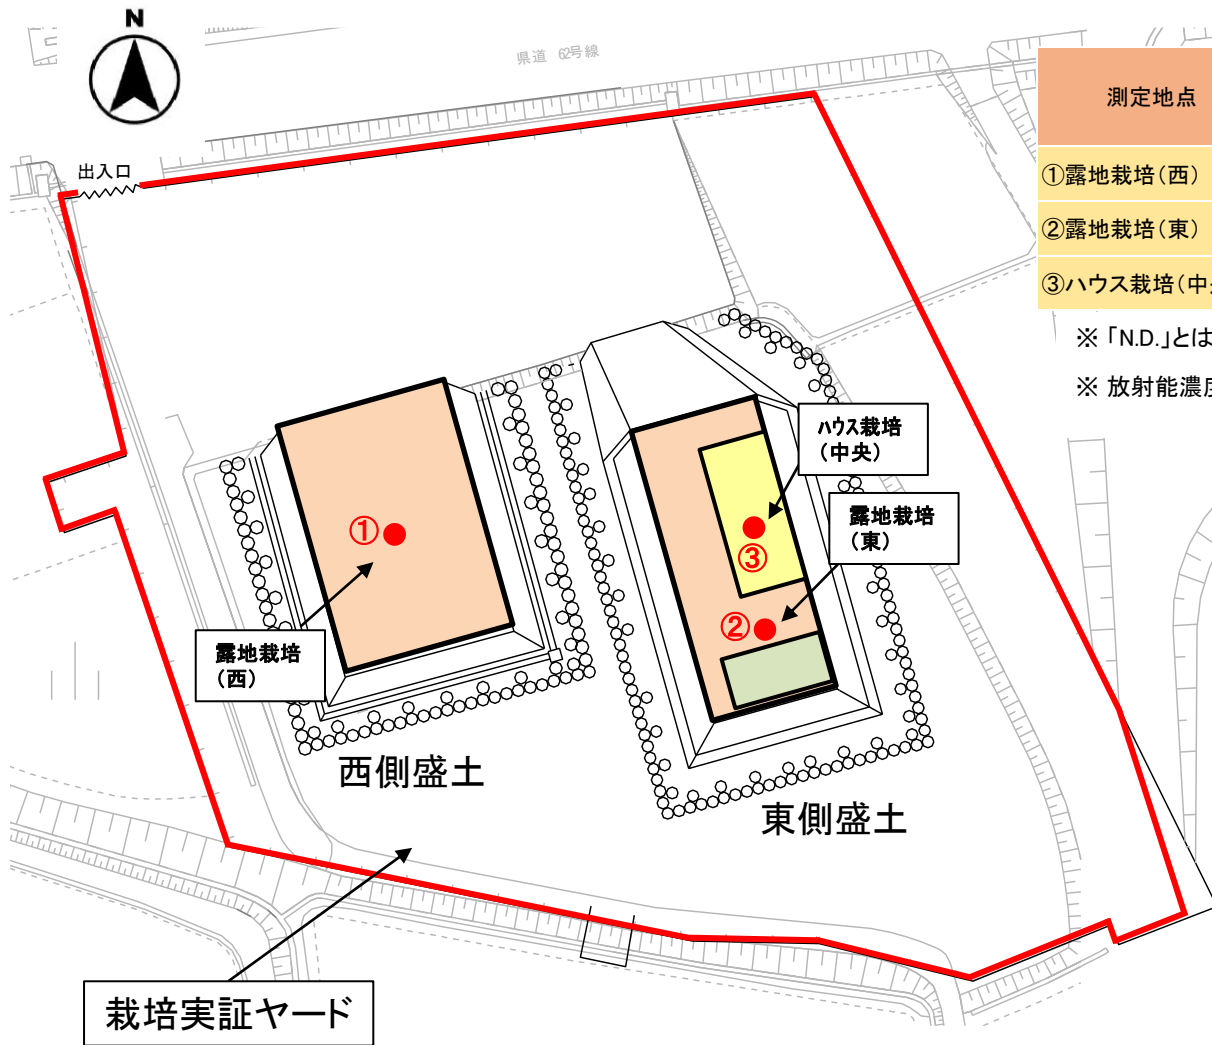 N
県道 62号線
測定地点
出入口
①露地栽培(西)
②露地栽培(東)
③ハウス栽培(中
※ 「N.D.」とは
※ 放射能濃度
ハウス栽培
(中央)
露地栽培
(東)
①
③
②
露地栽培
(西)
西側盛土
東側盛土
栽培実証ヤード